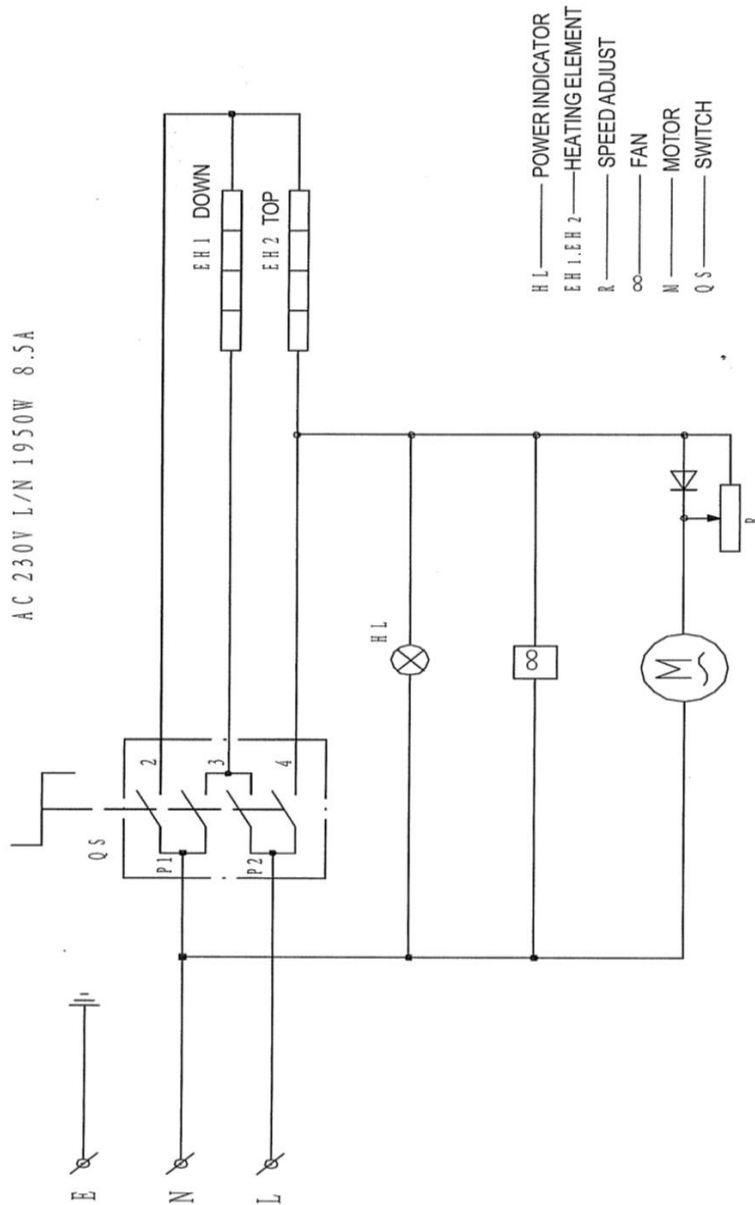 AC 230V L/N 1950W 8.5A
E
N
L
QS
P1
P2
2
3
4
EH1 DOWN
EH2 TOP
HL
∞
M
R
HL — POWER INDICATOR
EH1.EH2 — HEATING ELEMENT
R — SPEED ADJUST
∞ — FAN
M — MOTOR
QS — SWITCH